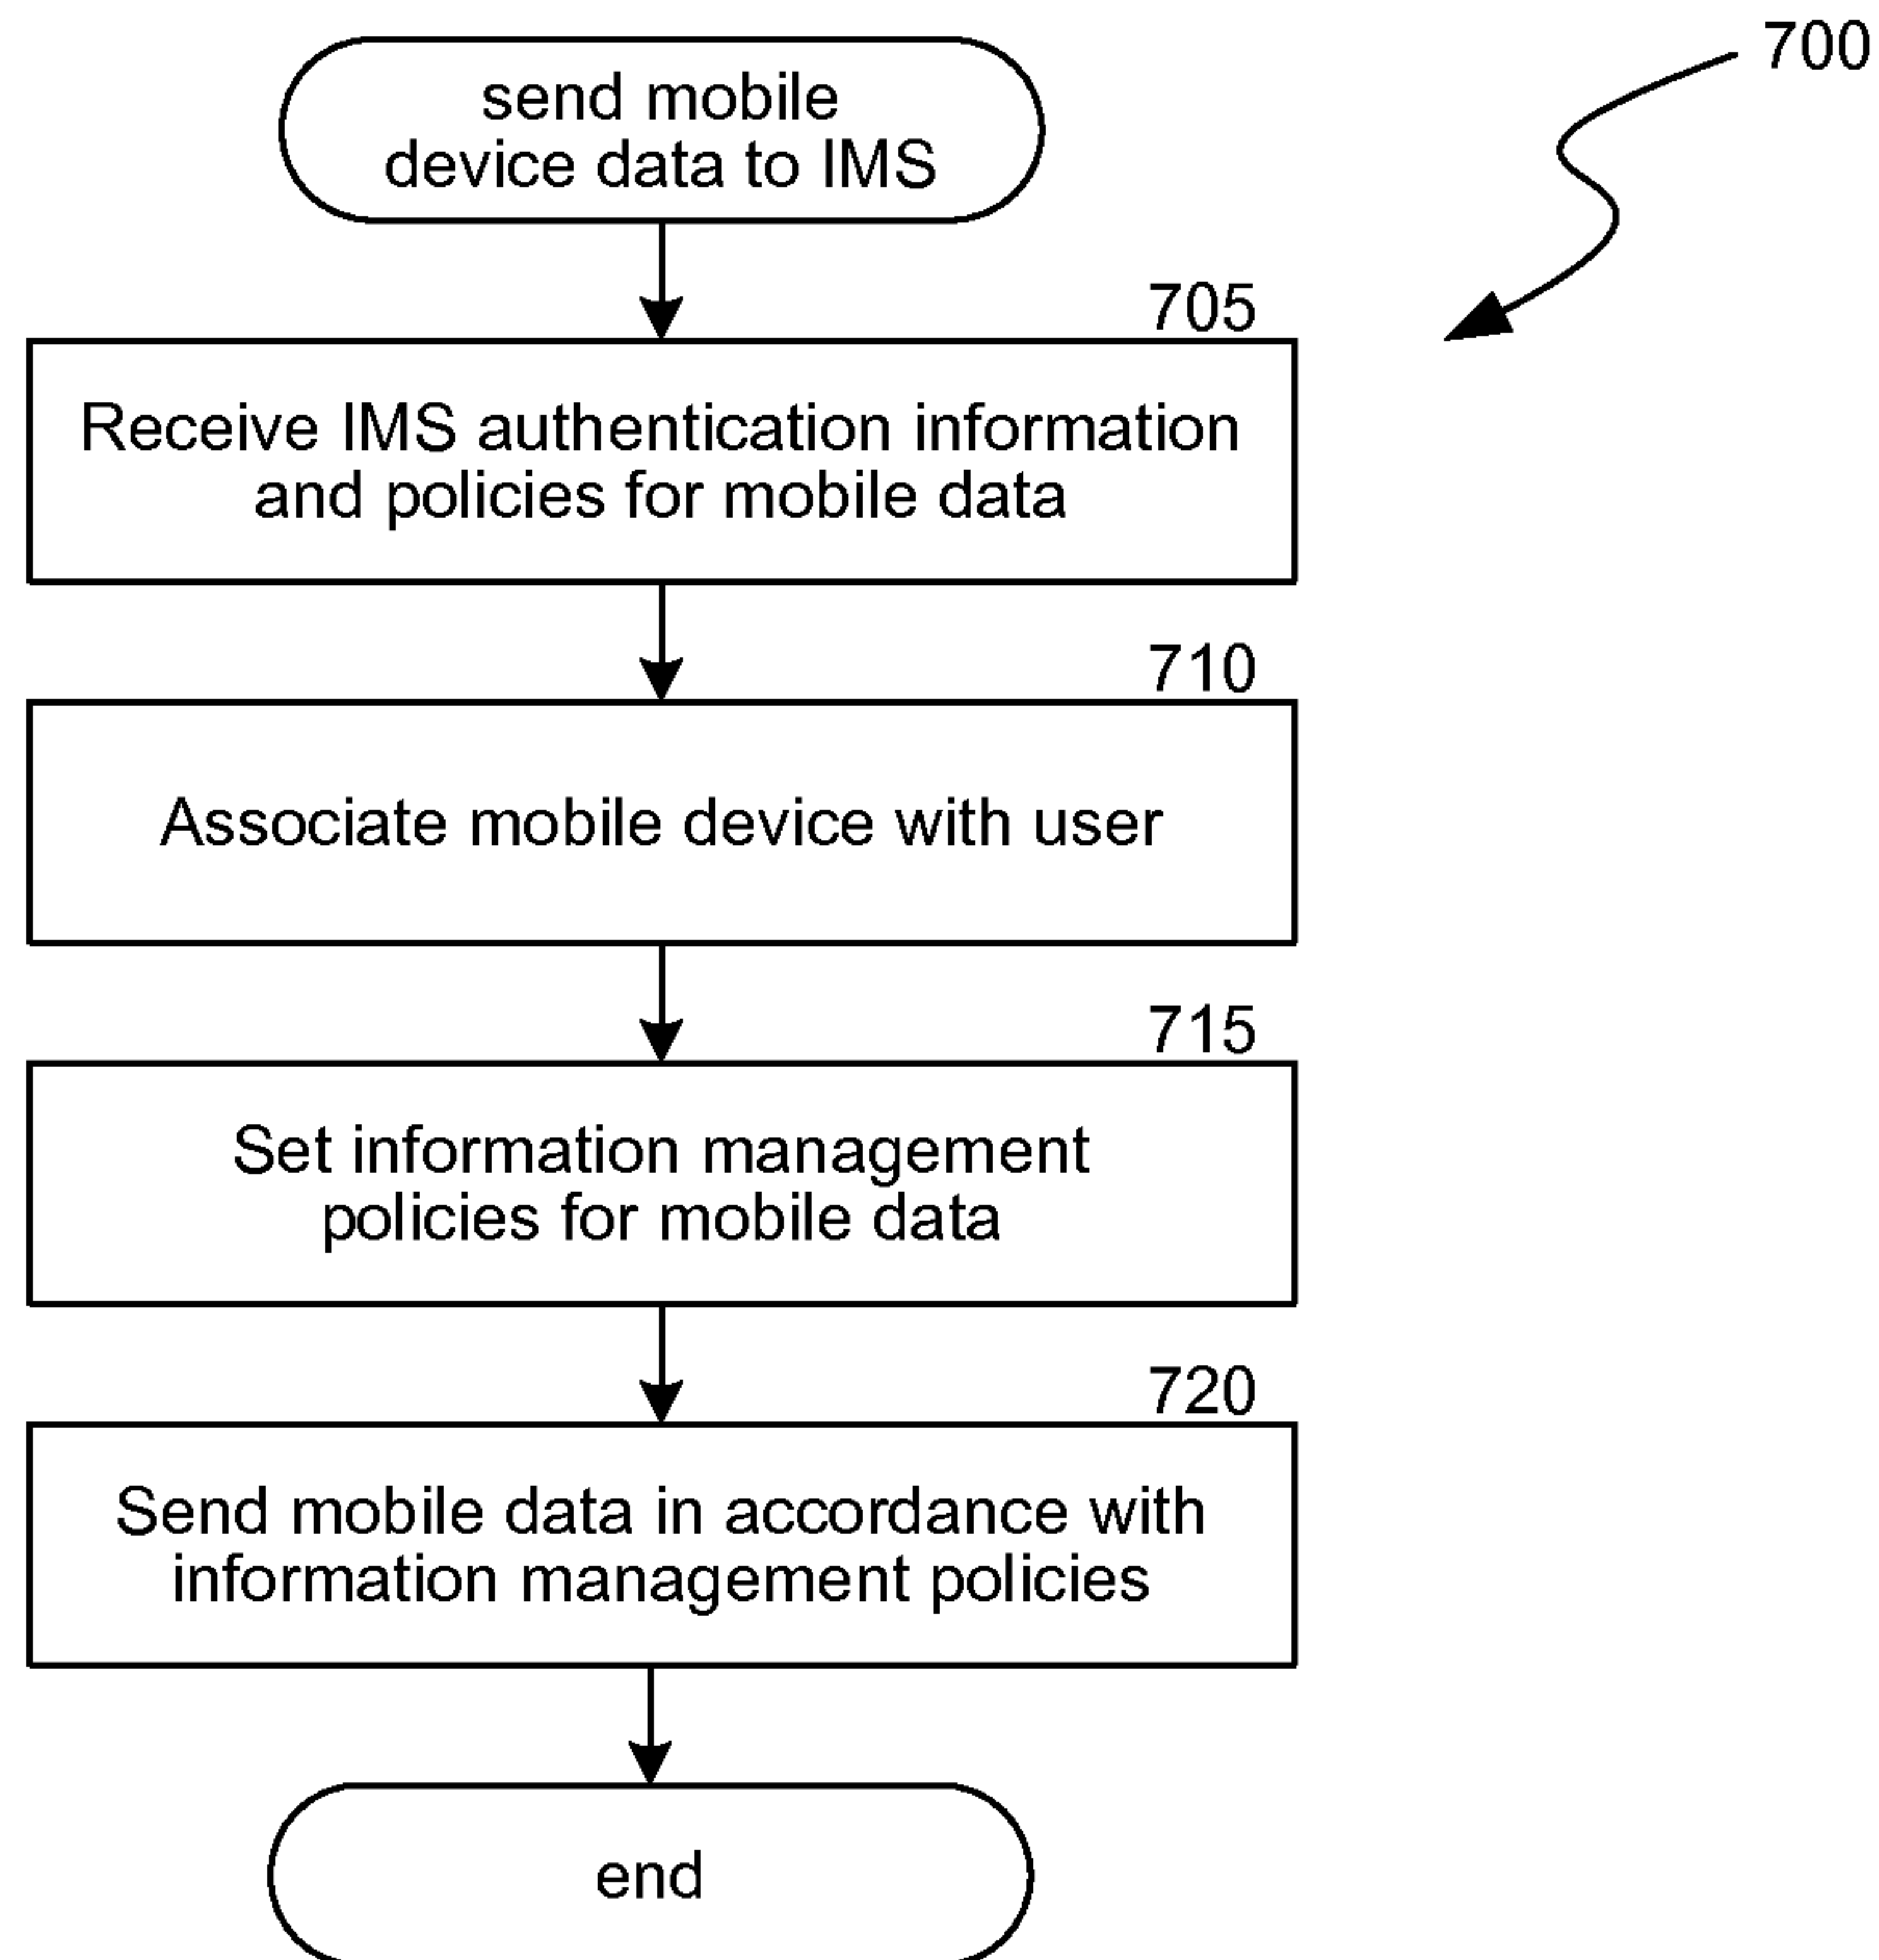 700
send mobile
device data to IMS
705
Receive IMS authentication information
and policies for mobile data
710
Associate mobile device with user
715
Set information management
policies for mobile data
720
Send mobile data in accordance with
information management policies
end